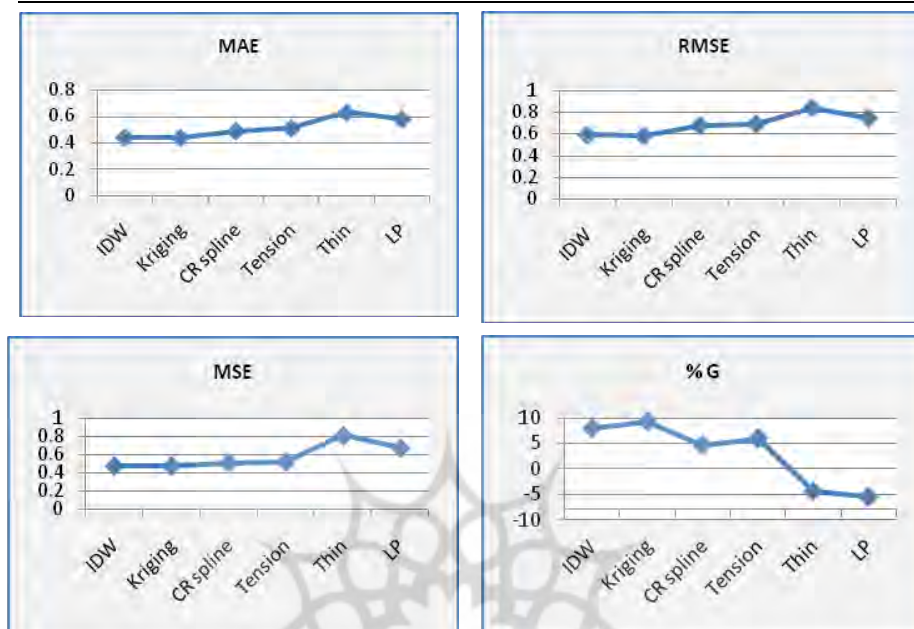 MAE
0.8
0.6
0.4
0.2
0
IDW
Kriging
CR spline
Tension
Thin
LP
RMSE
1
0.8
0.6
0.4
0.2
0
IDW
Kriging
CR spline
Tension
Thin
LP
MSE
1
0.8
0.6
0.4
0.2
0
IDW
Kriging
CR spline
Tension
Thin
LP
%G
10
5
0
-5
-10
IDW
Kriging
CR spline
Tension
Thin
LP